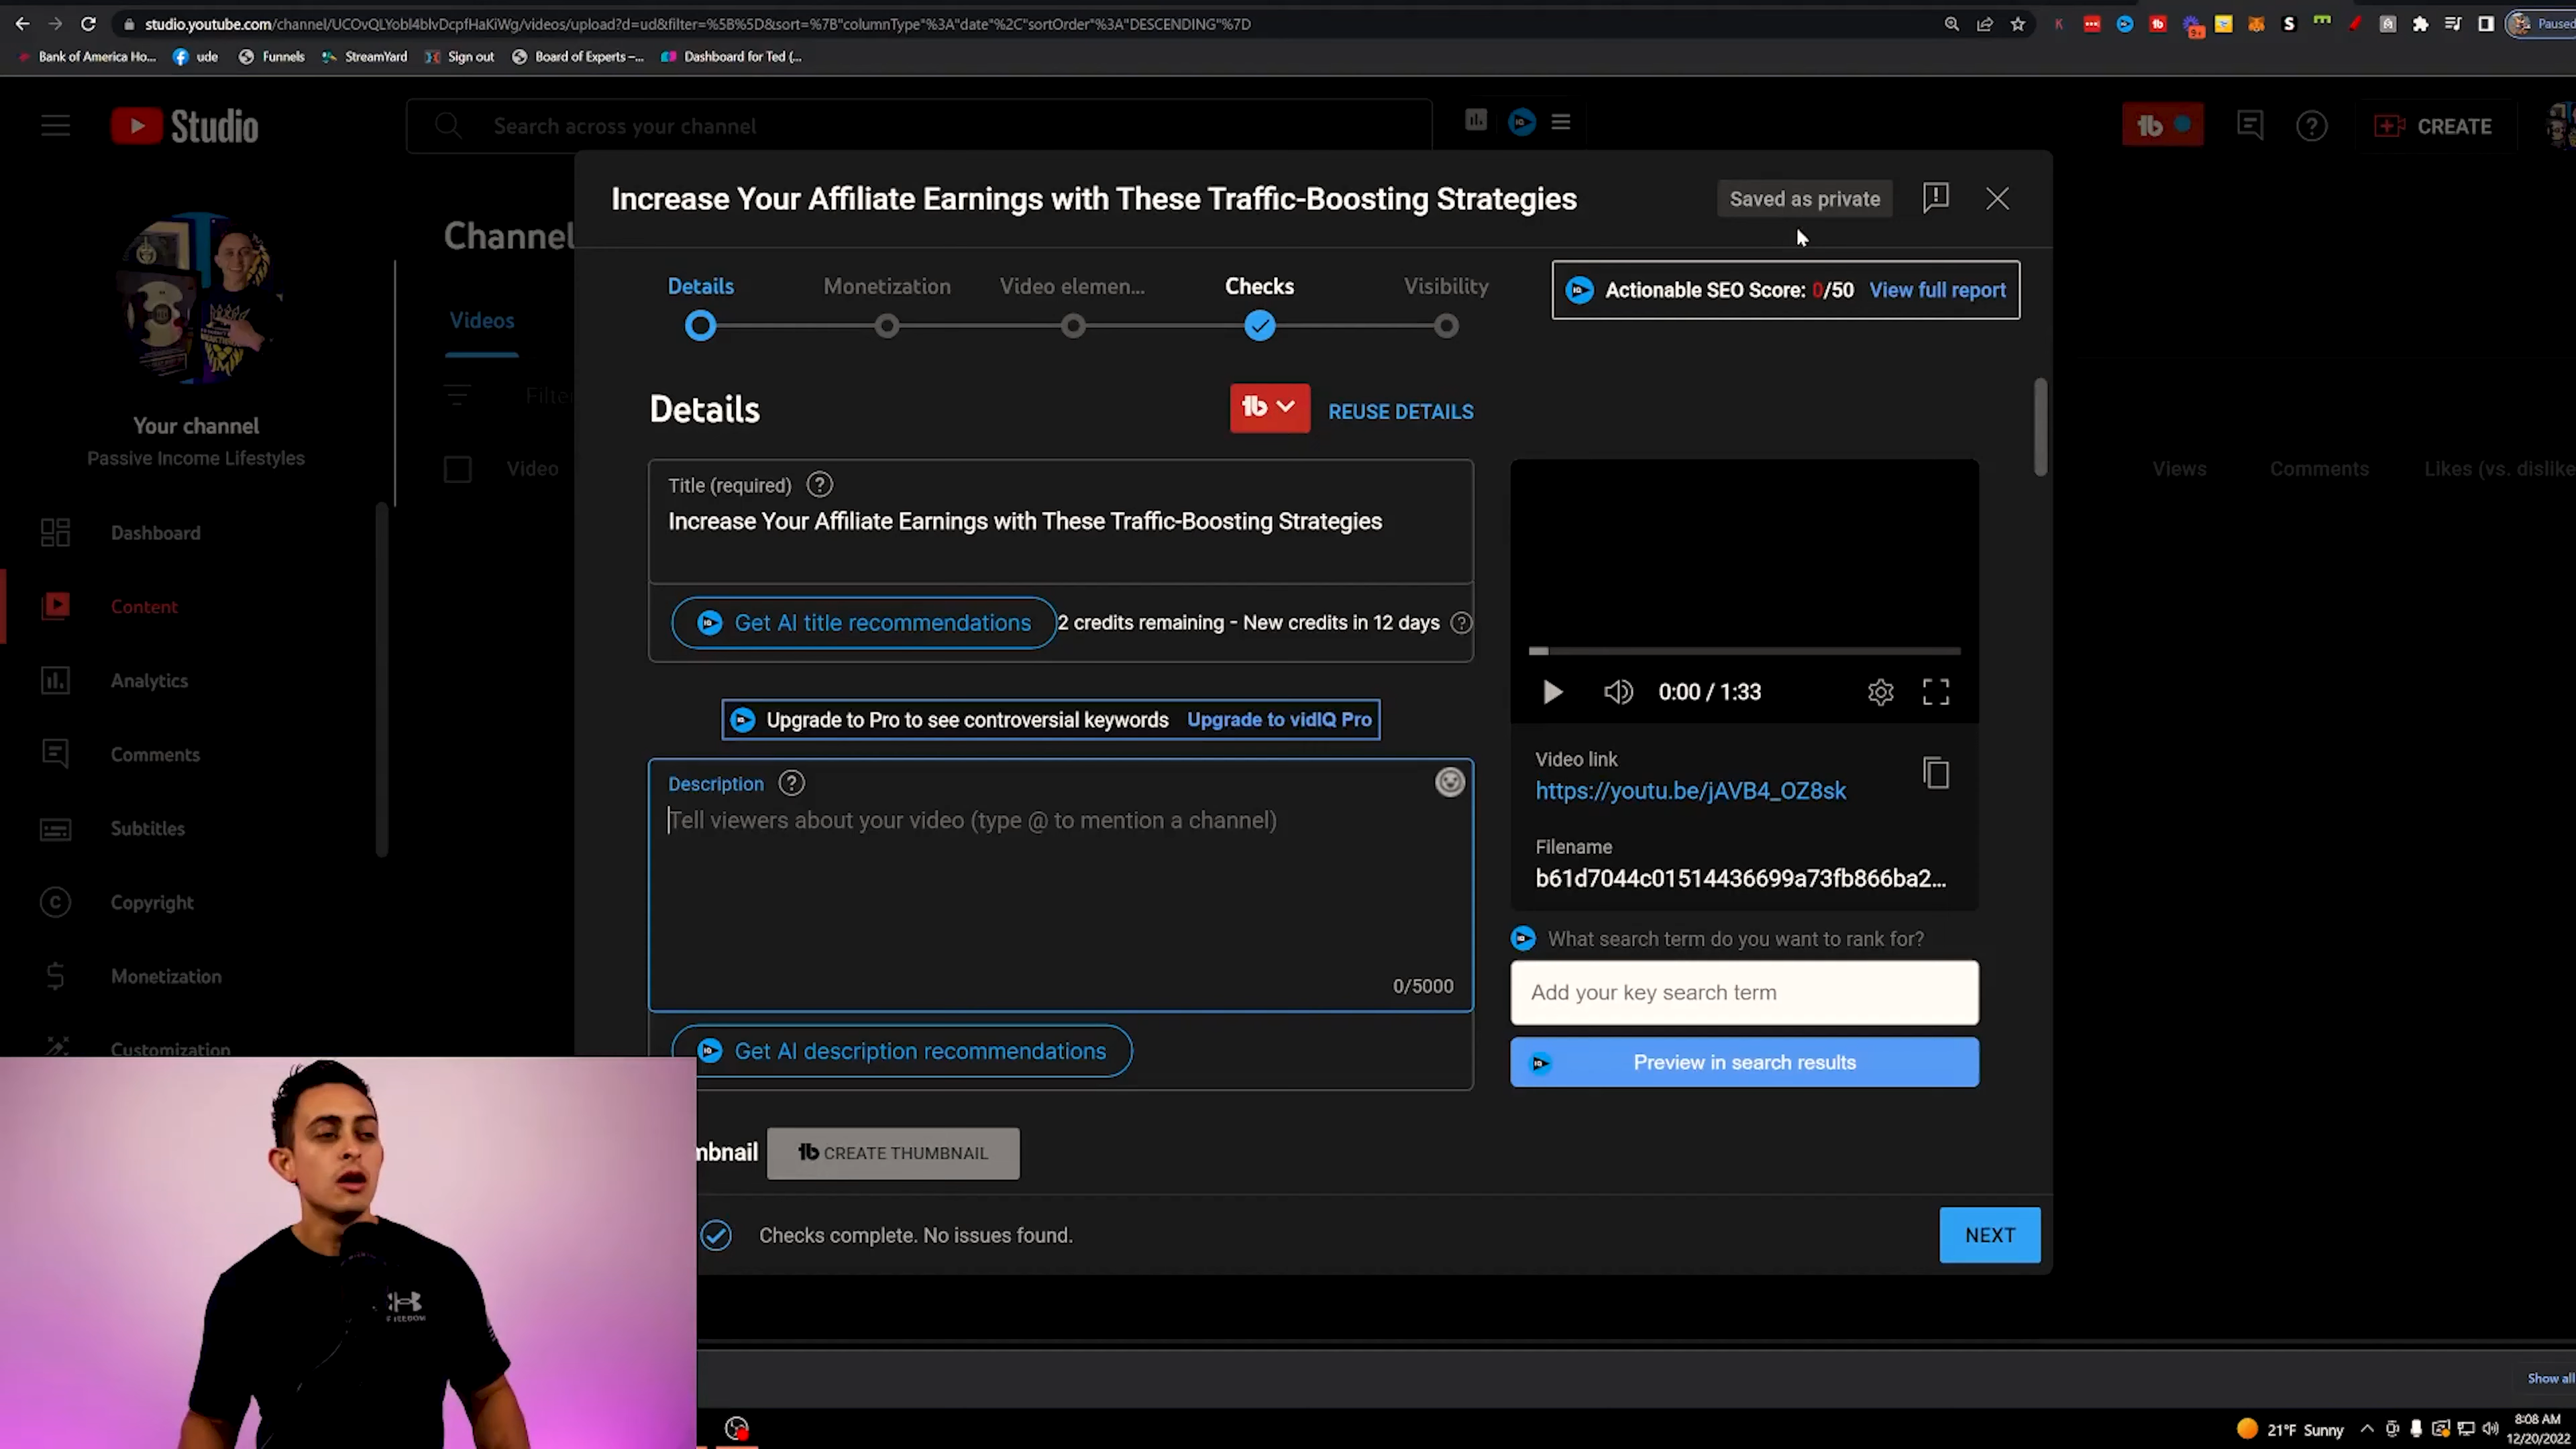 studio.youtube.com/channel/UCOvQLYobl4blvDcpfHaKiWg/videos/upload?d=ud&filter=%5B%5D&sort=%7B"columnType"%3A"date"%2C"sortOrder"%3A"DESCENDING"%7D
Paused
Bank of America Ho... ude Funnels StreamYard Sign out Board of Experts –... Dashboard for Ted (...
Studio
Search across your channel
CREATE
Increase Your Affiliate Earnings with These Traffic-Boosting Strategies
Saved as private
Channel
Details Monetization Video elemen... Checks Visibility
Actionable SEO Score: 0/50 View full report
Videos
Filter
Details
REUSE DETAILS
Your channel
Passive Income Lifestyles
Video
Views Comments Likes (vs. dislike
Title (required)
Increase Your Affiliate Earnings with These Traffic-Boosting Strategies
Get AI title recommendations
2 credits remaining - New credits in 12 days
Upgrade to Pro to see controversial keywords Upgrade to vidIQ Pro
0:00 / 1:33
Dashboard
Content
Analytics
Comments
Subtitles
Copyright
Monetization
Customization
Description
Tell viewers about your video (type @ to mention a channel)
0/5000
Get AI description recommendations
Video link
https://youtu.be/jAVB4_OZ8sk
Filename
b61d7044c01514436699a73fb866ba2...
What search term do you want to rank for?
Add your key search term
Preview in search results
mbnail
CREATE THUMBNAIL
Checks complete. No issues found.
NEXT
Show all
21°F Sunny
8:08 AM
12/20/2022